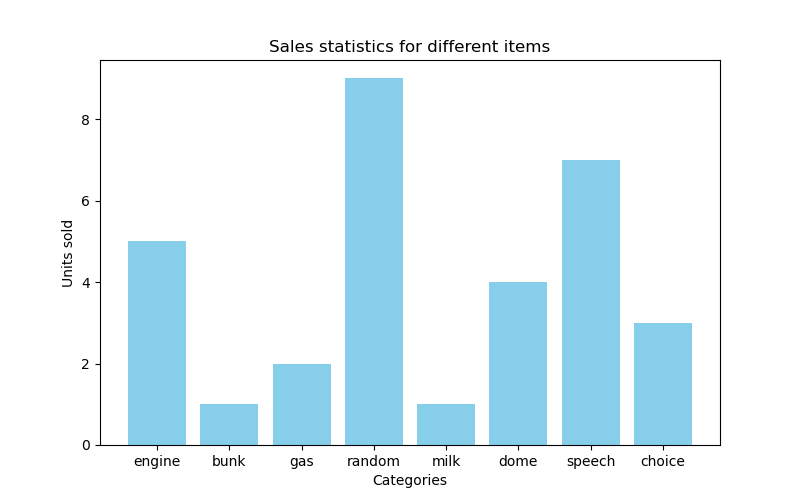 Sales statistics for different items
Units sold
8
6
4
2
0
engine bunk gas random milk dome speech choice
Categories